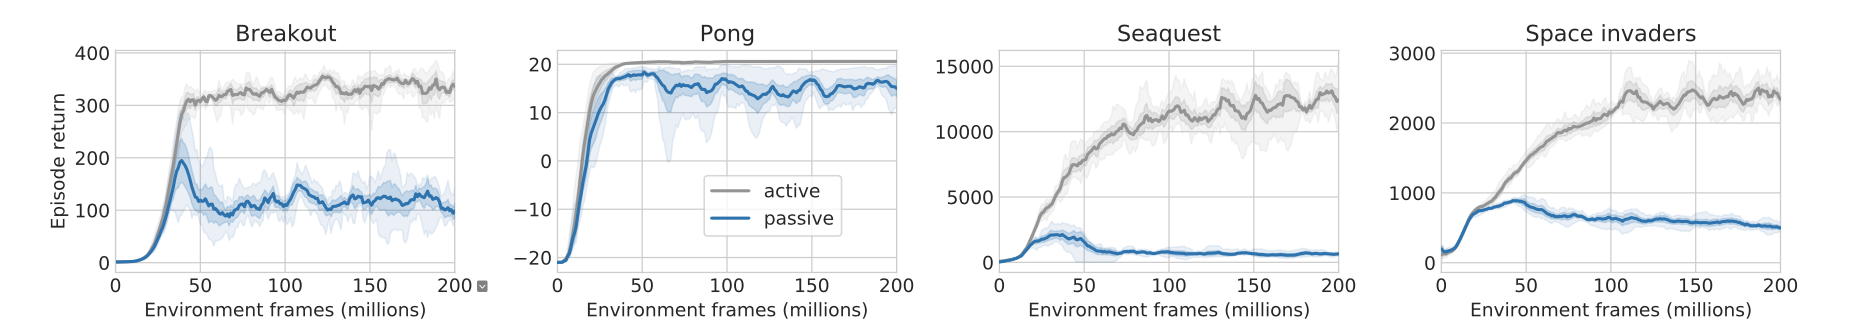 Breakout
400
300
200
100
0
Episode return
0 50 100 150 200
Environment frames (millions)
Pong
20
10
0
−10
−20
active
passive
0 50 100 150 200
Environment frames (millions)
Seaquest
15000
10000
5000
0
0 50 100 150 200
Environment frames (millions)
Space invaders
3000
2000
1000
0
0 50 100 150 200
Environment frames (millions)